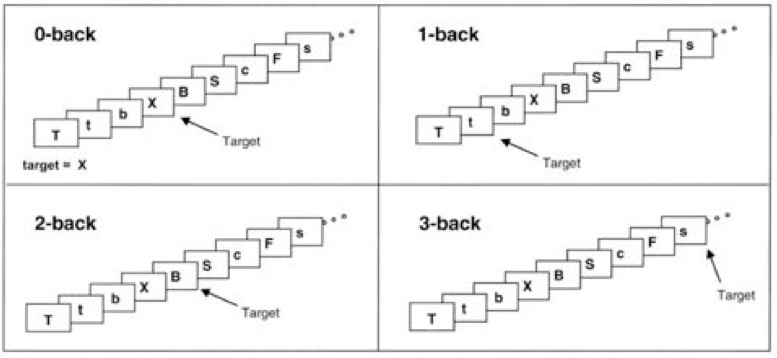 0-back
T t b X B S c F s
Target
target = X
1-back
T t b X B S c F s
Target
2-back
T t b X B S c F s
Target
3-back
T t b X B S c F s
Target